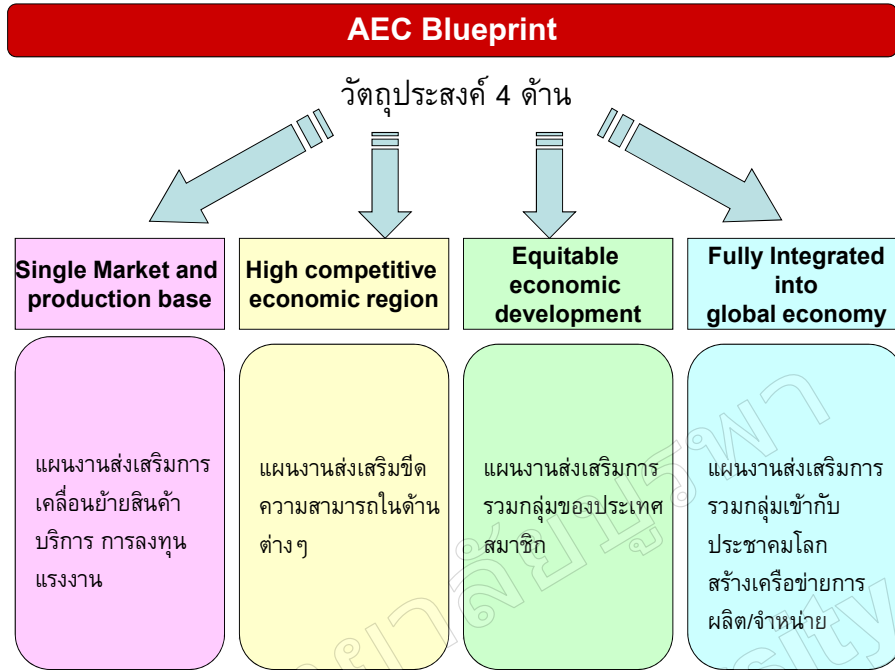 AEC Blueprint
วัตถุประสงค์ 4 ด้าน
Single Market and
production base
High competitive
economic region
Equitable
economic
development
Fully Integrated
into
global economy
แผนงานส่งเสริมการ
เคลื่อนย้ายสินค้า
บริการ การลงทุน
แรงงาน
แผนงานส่งเสริมขีด
ความสามารถในด้าน
ต่างๆ
แผนงานส่งเสริมการ
รวมกลุ่มของประเทศ
สมาชิก
แผนงานส่งเสริมการ
รวมกลุ่มเข้ากับ
ประชาคมโลก
สร้างเครือข่ายการ
ผลิต/จำหน่าย